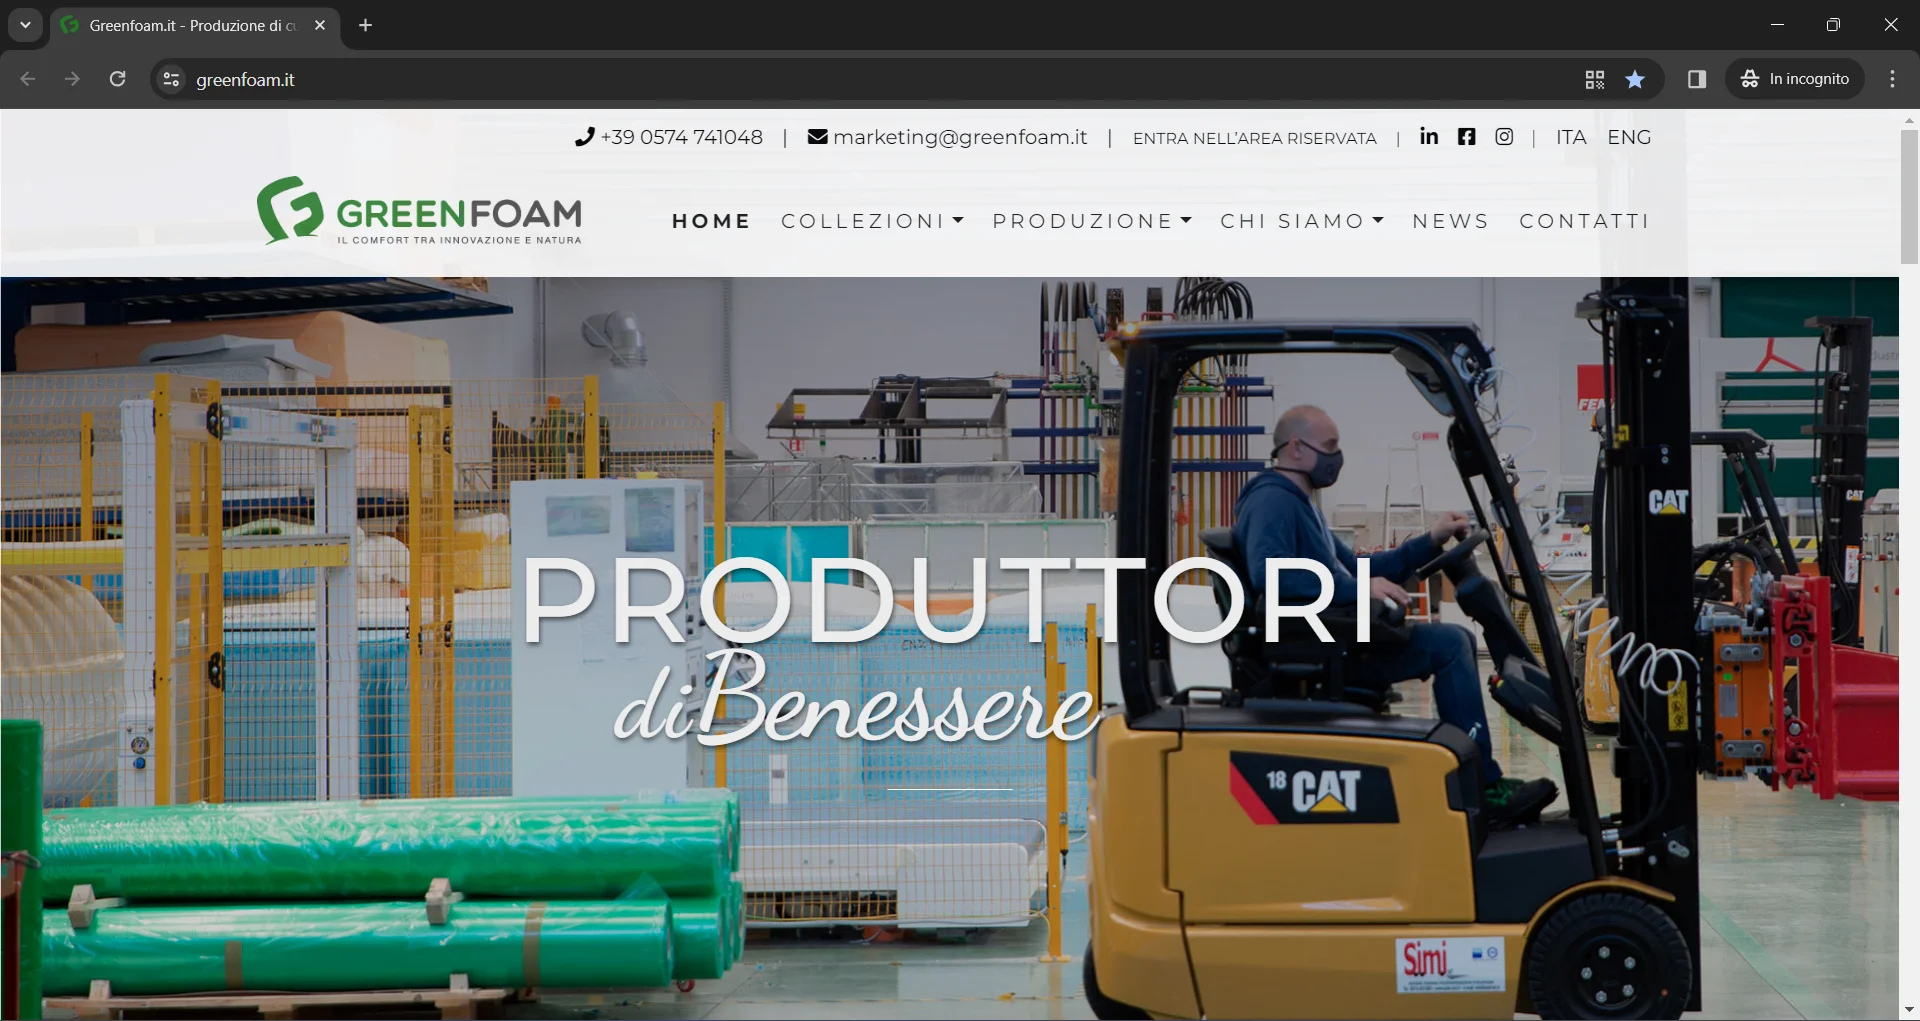 Greenfoam.it - Produzione di cu
greenfoam.it
In incognito
+39 0574 741048 | marketing@greenfoam.it | ENTRA NELL'AREA RISERVATA | in | ITA ENG
GREENFOAM
IL COMFORT TRA INNOVAZIONE E NATURA
HOME COLLEZIONI PRODUZIONE CHI SIAMO NEWS CONTATTI
CAT
CAT
PRODUTTORI
di Benessere
18 CAT
Simi